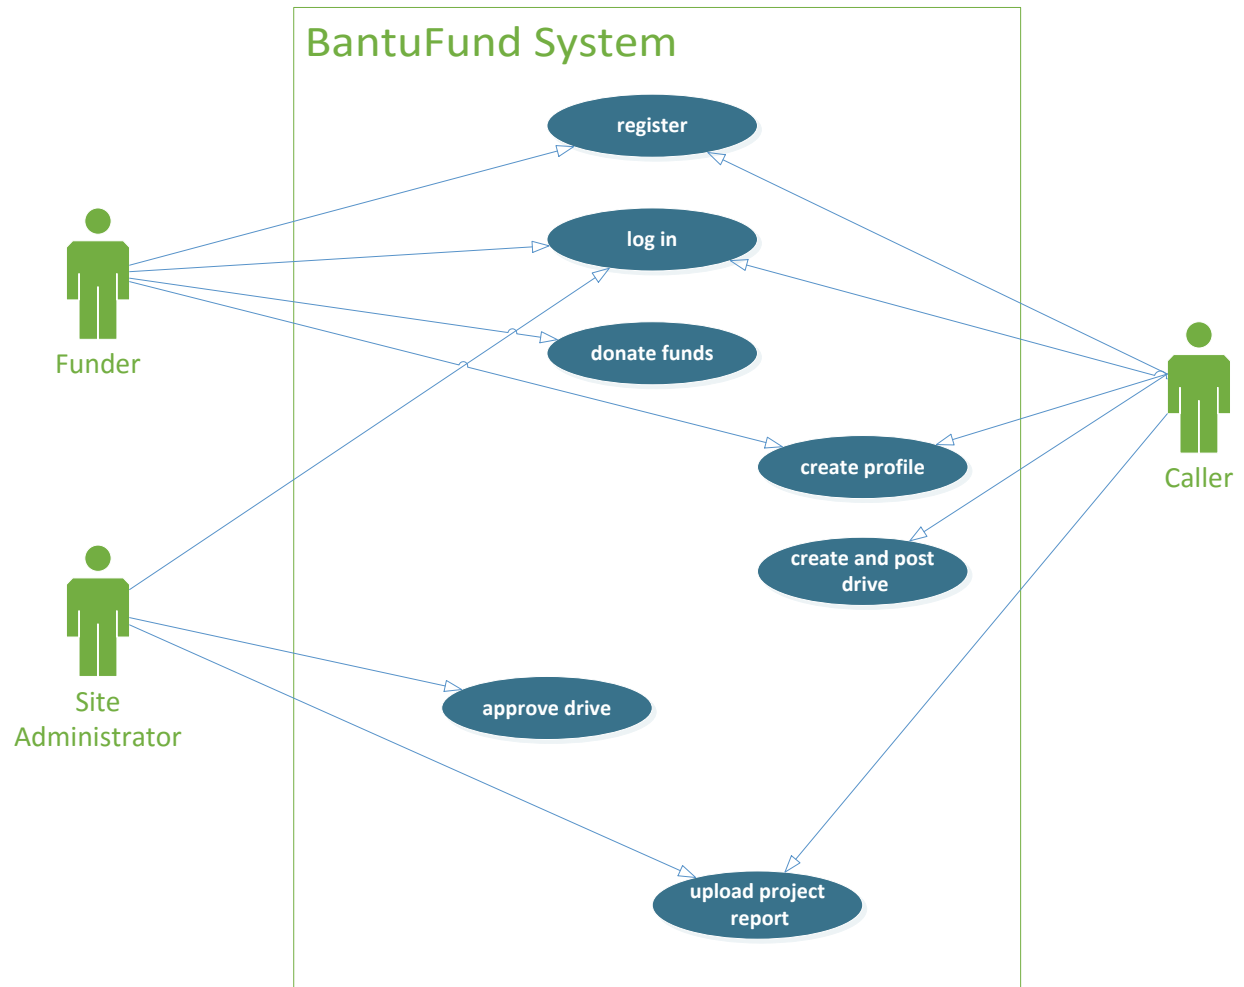 BantuFund System
register
log in
donate funds
Funder
create profile
Caller
create and post
drive
Site
Administrator
approve drive
upload project
report